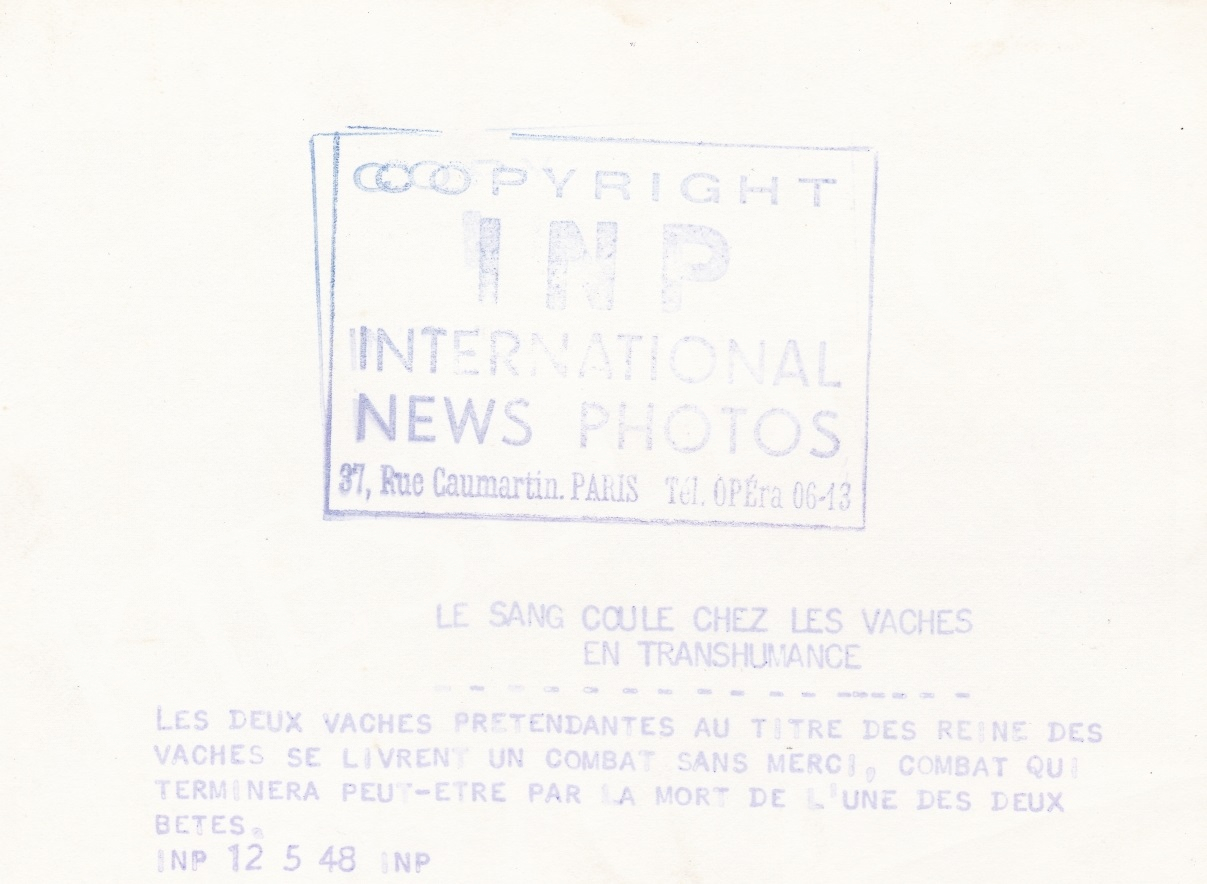 COPYRIGHT
INP
INTERNATIONAL
NEWS PHOTOS
37, Rue Caumartin. PARIS Tél. OPÉra 06-13
LE SANG COULE CHEZ LES VACHES
EN TRANSHUMANCE
LES DEUX VACHES PRETENDANTES AU TITRE DES REINE DES
VACHES SE LIVRENT UN COMBAT SANS MERCI, COMBAT QUI
TERMINERA PEUT-ETRE PAR LA MORT DE L'UNE DES DEUX
BETES.
INP 12 5 48 INP